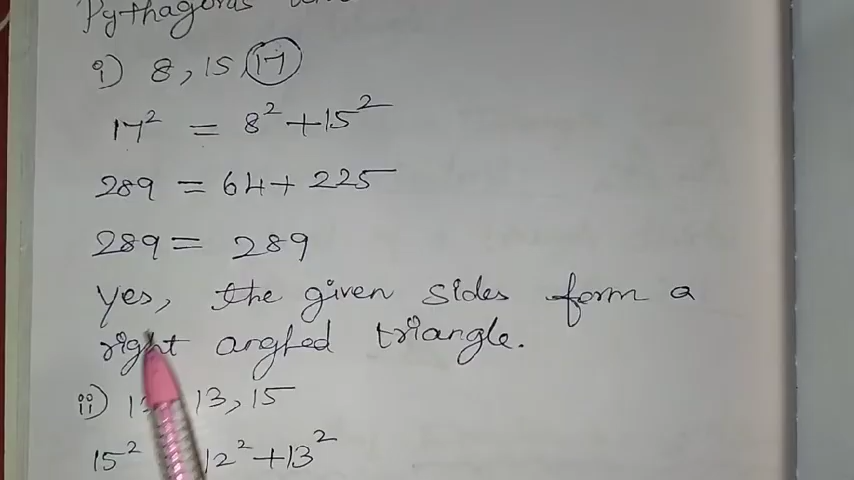 Pythagoras
i) 8, 15, 17
17² = 8² + 15²
289 = 64 + 225
289 = 289
yes, the given sides form a
right angled triangle.
ii) 13, 15
15² 12² + 13²